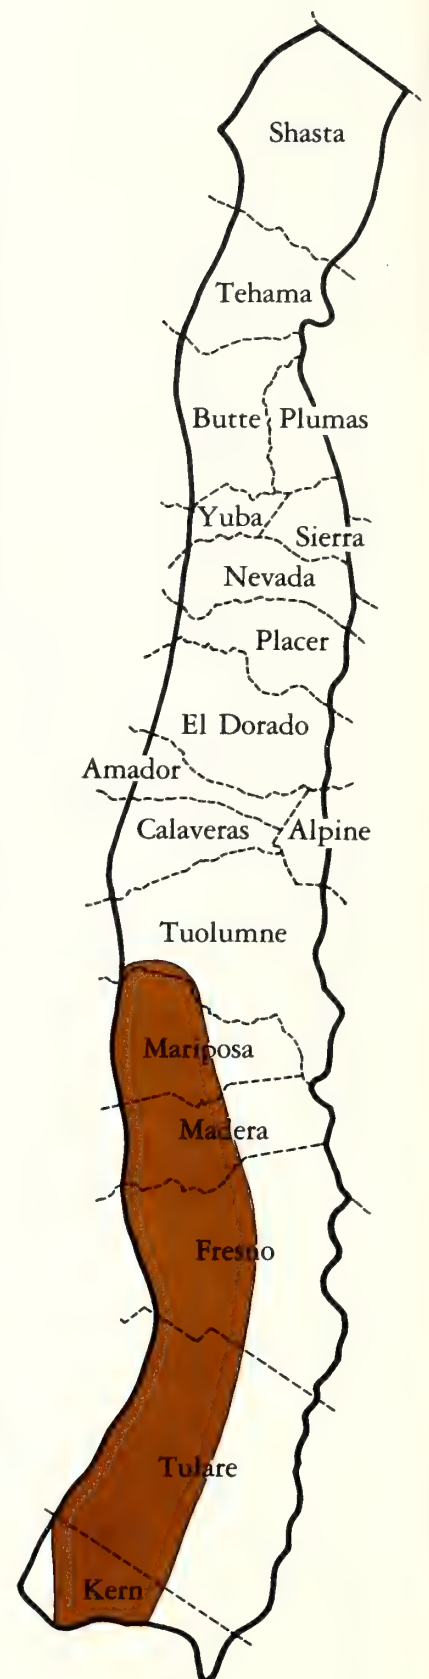 Shasta
Tehama
Butte Plumas
Yuba
Sierra
Nevada
Placer
El Dorado
Amador
Calaveras Alpine
Tuolumne
Mariposa
Madera
Fresno
Tulare
Kern